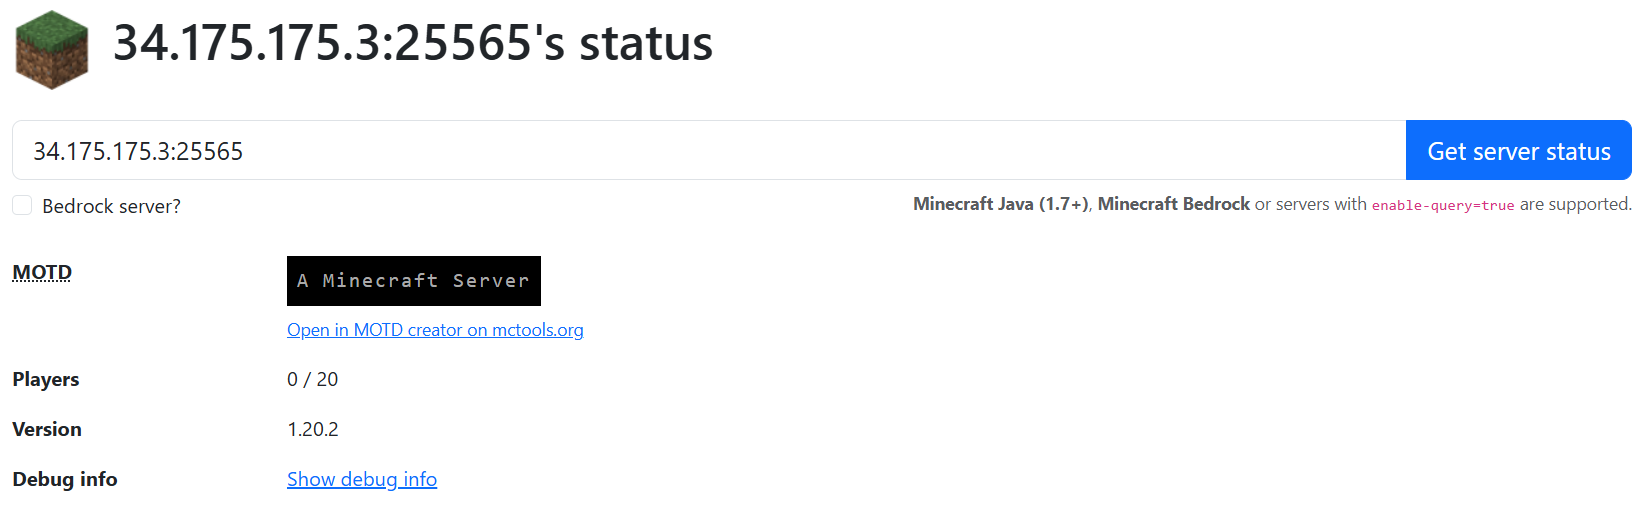 34.175.175.3:25565's status
34.175.175.3:25565
Get server status
Bedrock server?
Minecraft Java (1.7+), Minecraft Bedrock or servers with enable-query=true are supported.
MOTD
A Minecraft Server
Open in MOTD creator on mctools.org
Players 0 / 20
Version 1.20.2
Debug info Show debug info